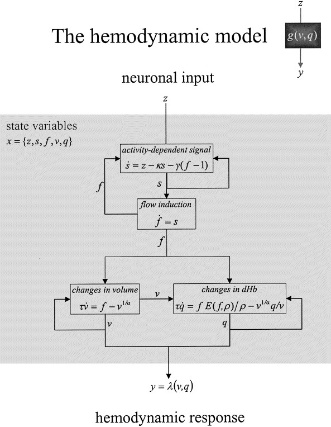 z
The hemodynamic model
g(v,q)
y
neuronal input
z
state variables
x = {z,s,f,v,q}
activity-dependent signal
ṡ = z − κs − γ(f −1)
f
s
flow induction
ḟ = s
f
changes in volume
τv̇ = f − v^{1/α}
v
changes in dHb
τq̇ = f E(f,ρ)/ρ − v^{1/α} q/v
v
q
y = λ(v,q)
hemodynamic response